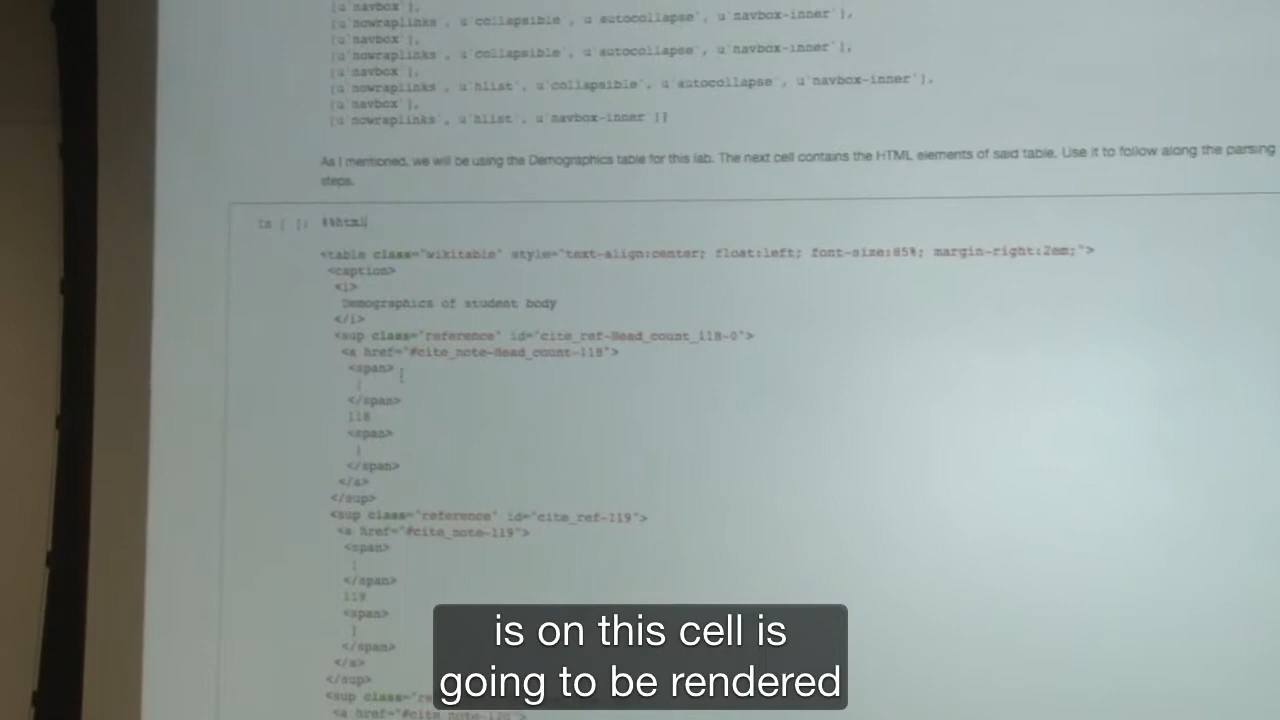 [u'navbox'],
[u'nowraplinks', u'collapsible', u'autocollapse', u'navbox-inner'],
[u'navbox'],
[u'nowraplinks', u'collapsible', u'autocollapse', u'navbox-inner'],
[u'navbox'],
[u'nowraplinks', u'hlist', u'collapsible', u'autocollapse', u'navbox-inner'],
[u'navbox'],
[u'nowraplinks', u'hlist', u'navbox-inner']]
As I mentioned, we will be using the Demographics table for this lab. The next cell contains the HTML elements of said table. Use it to follow along the parsing
steps.
In [ ]: %%html
<table class="wikitable" style="text-align:center; float:left; font-size:85%; margin-right:2em;">
<caption>
<i>
Demographics of student body
</i>
<sup class="reference" id="cite_ref-Head_count_118-0">
<a href="#cite_note-Head_count-118">
<span>
[
</span>
118
<span>
]
</span>
</a>
</sup>
<sup class="reference" id="cite_ref-119">
<a href="#cite_note-119">
<span>
[
</span>
119
<span>
]
</span>
</a>
</sup>
<sup class="re
<a href="#cite_note-120">
is on this cell is
going to be rendered